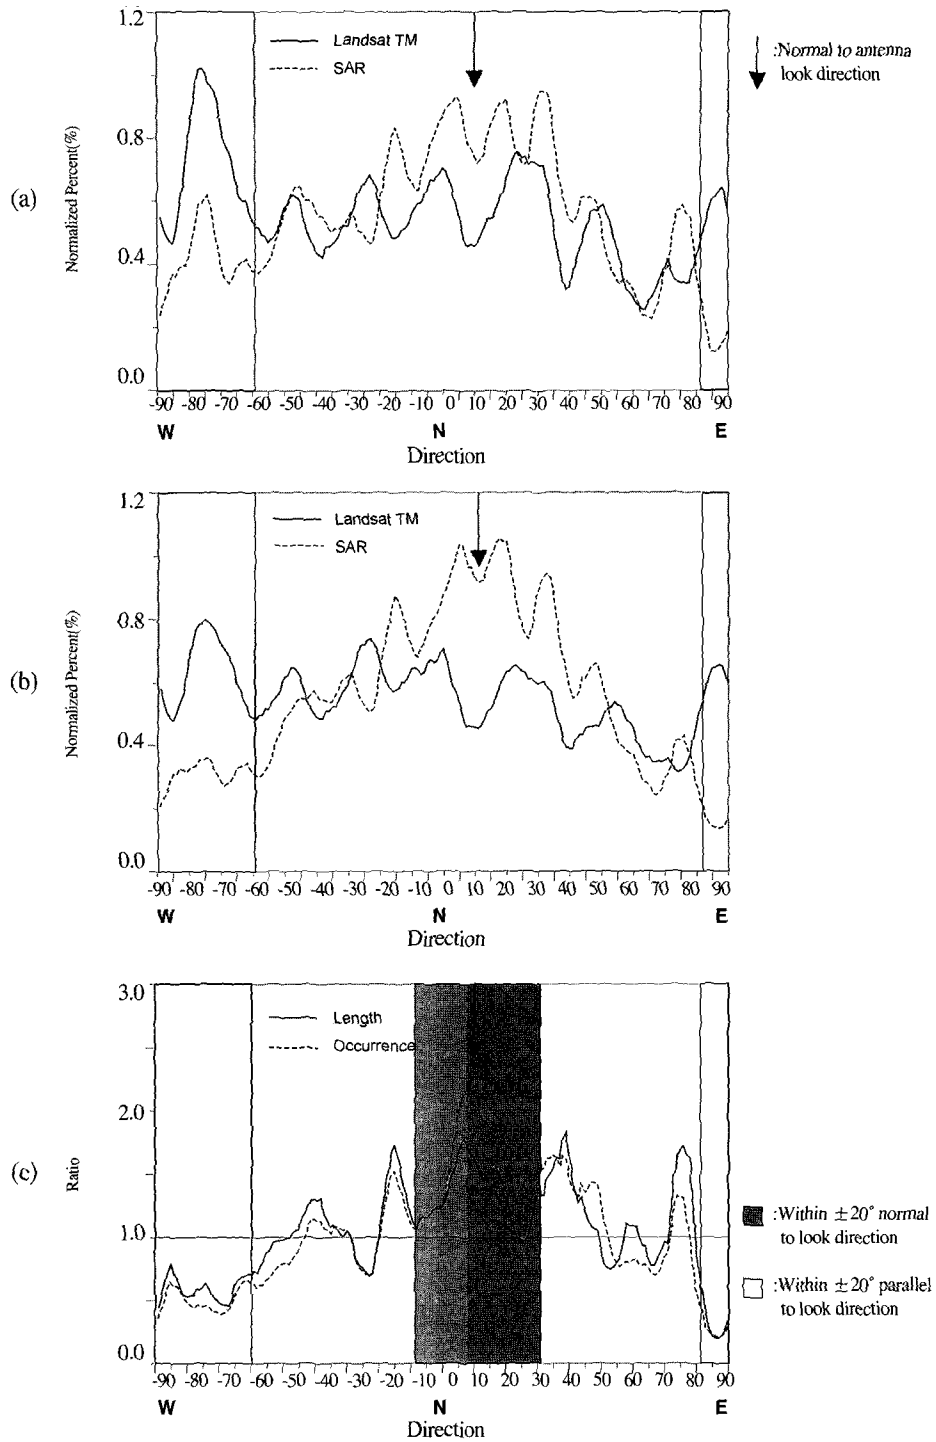 (a)
Normalized Percent(%)
1.2
0.8
0.4
0.0
Landsat TM
SAR
:Normal to antenna
look direction
-90 -80 -70 -60 -50 -40 -30 -20 -10 0 10 20 30 40 50 60 70 80 90
W N E
Direction
(b)
Normalized Percent(%)
1.2
0.8
0.4
0.0
Landsat TM
SAR
-90 -80 -70 -60 -50 -40 -30 -20 -10 0 10 20 30 40 50 60 70 80 90
W N E
Direction
(c)
Ratio
3.0
2.0
1.0
0.0
Length
Occurrence
:Within ±20° normal
to look direction
:Within ±20° parallel
to look direction
-90 -80 -70 -60 -50 -40 -30 -20 -10 0 10 20 30 40 50 60 70 80 90
W N E
Direction